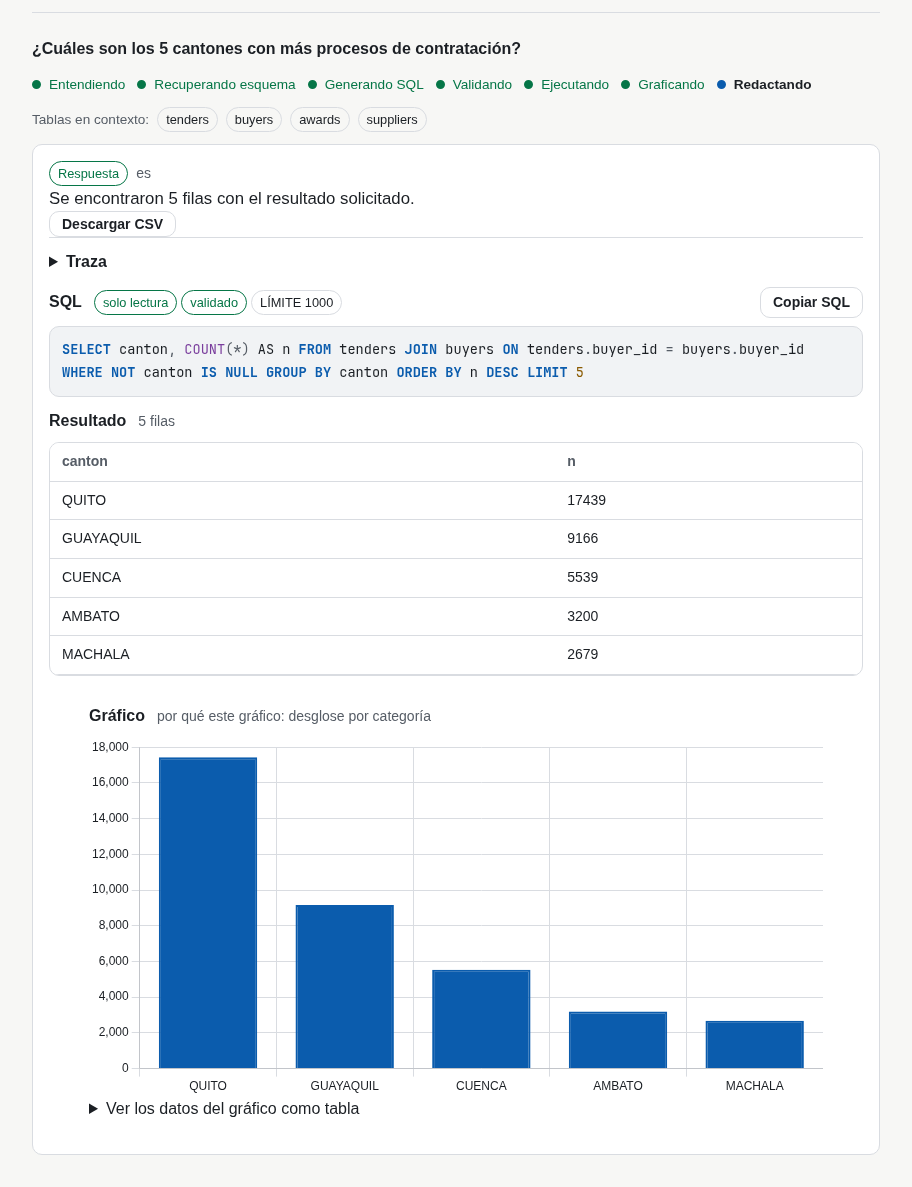 ¿Cuáles son los 5 cantones con más procesos de contratación?
Entendiendo Recuperando esquema Generando SQL Validando Ejecutando Graficando Redactando
Tablas en contexto: tenders buyers awards suppliers
Respuesta es
Se encontraron 5 filas con el resultado solicitado.
Descargar CSV
Traza
SQL solo lectura validado LÍMITE 1000 Copiar SQL
SELECT canton, COUNT(*) AS n FROM tenders JOIN buyers ON tenders.buyer_id = buyers.buyer_id
WHERE NOT canton IS NULL GROUP BY canton ORDER BY n DESC LIMIT 5
Resultado 5 filas
canton n
QUITO 17439
GUAYAQUIL 9166
CUENCA 5539
AMBATO 3200
MACHALA 2679
Gráfico por qué este gráfico: desglose por categoría
18,000
16,000
14,000
12,000
10,000
8,000
6,000
4,000
2,000
0
QUITO GUAYAQUIL CUENCA AMBATO MACHALA
Ver los datos del gráfico como tabla